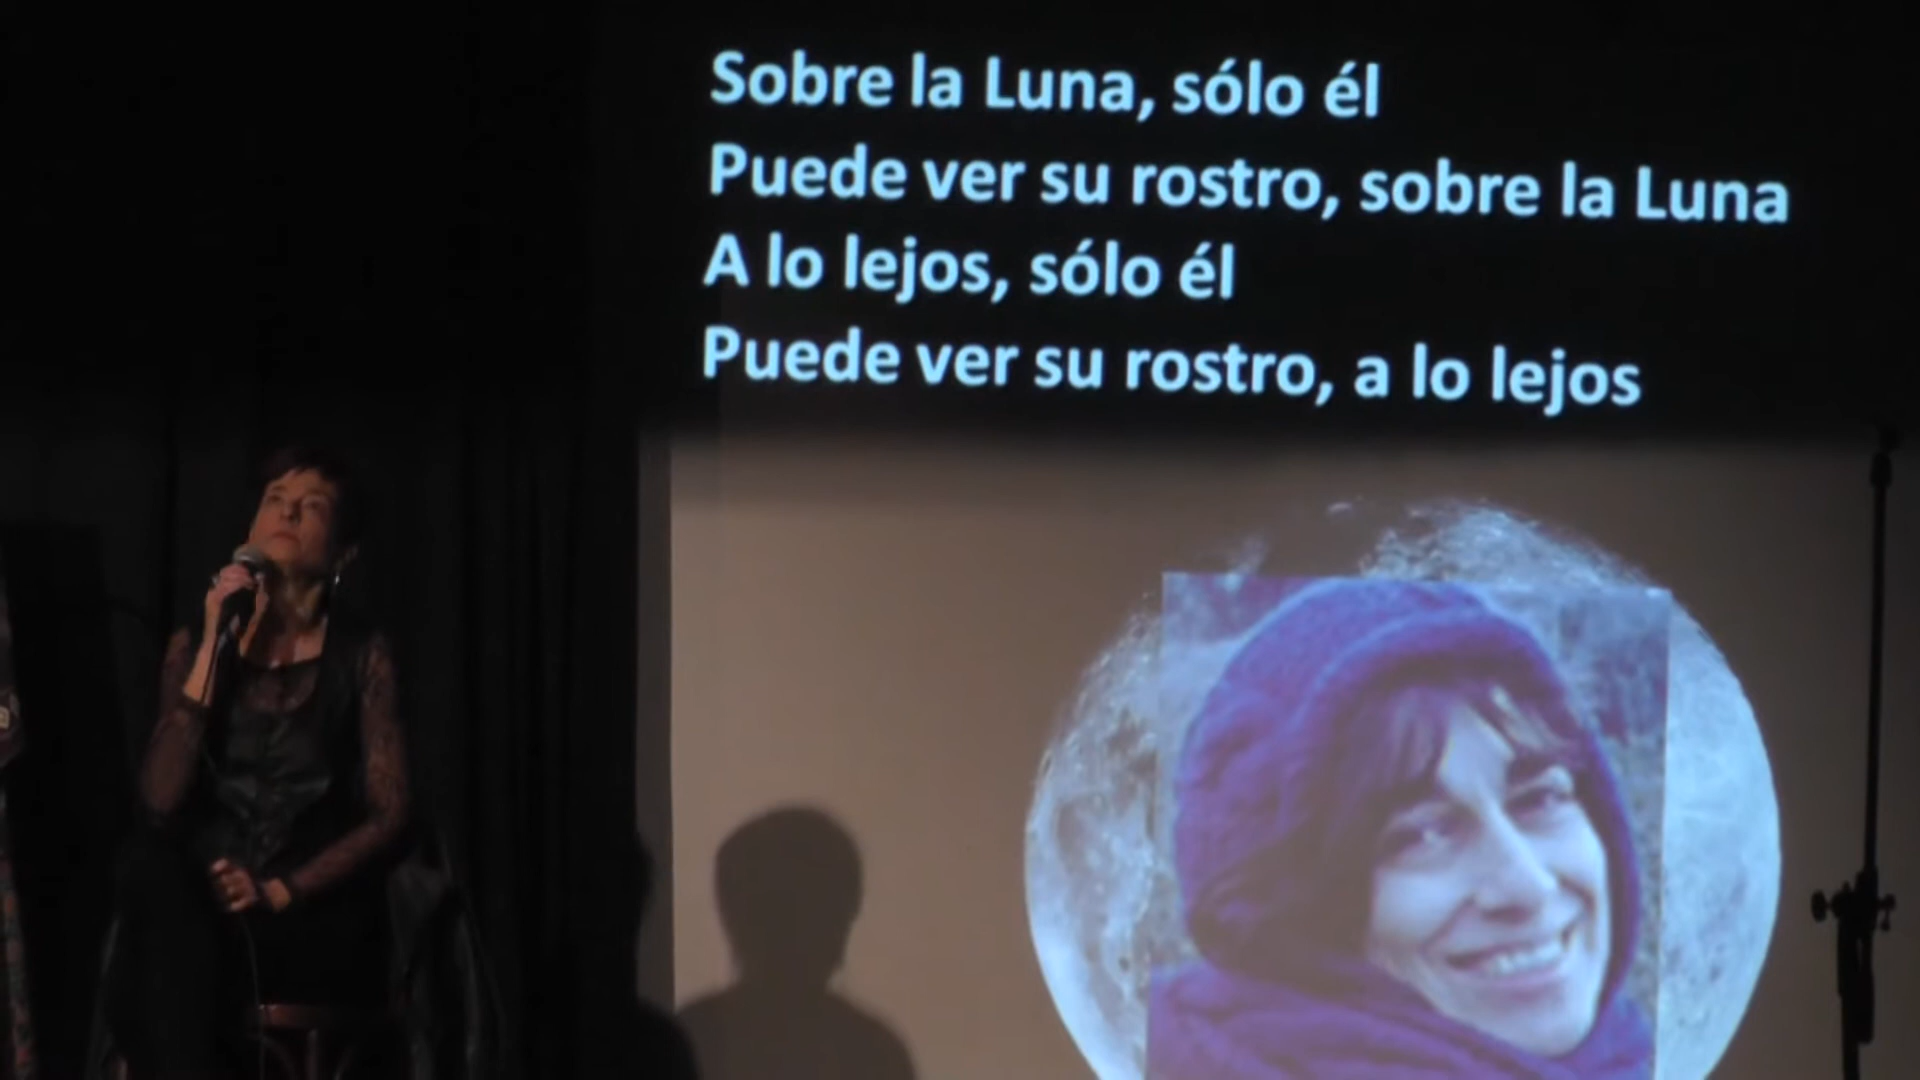 Sobre la Luna, sólo él
Puede ver su rostro, sobre la Luna
A lo lejos, sólo él
Puede ver su rostro, a lo lejos